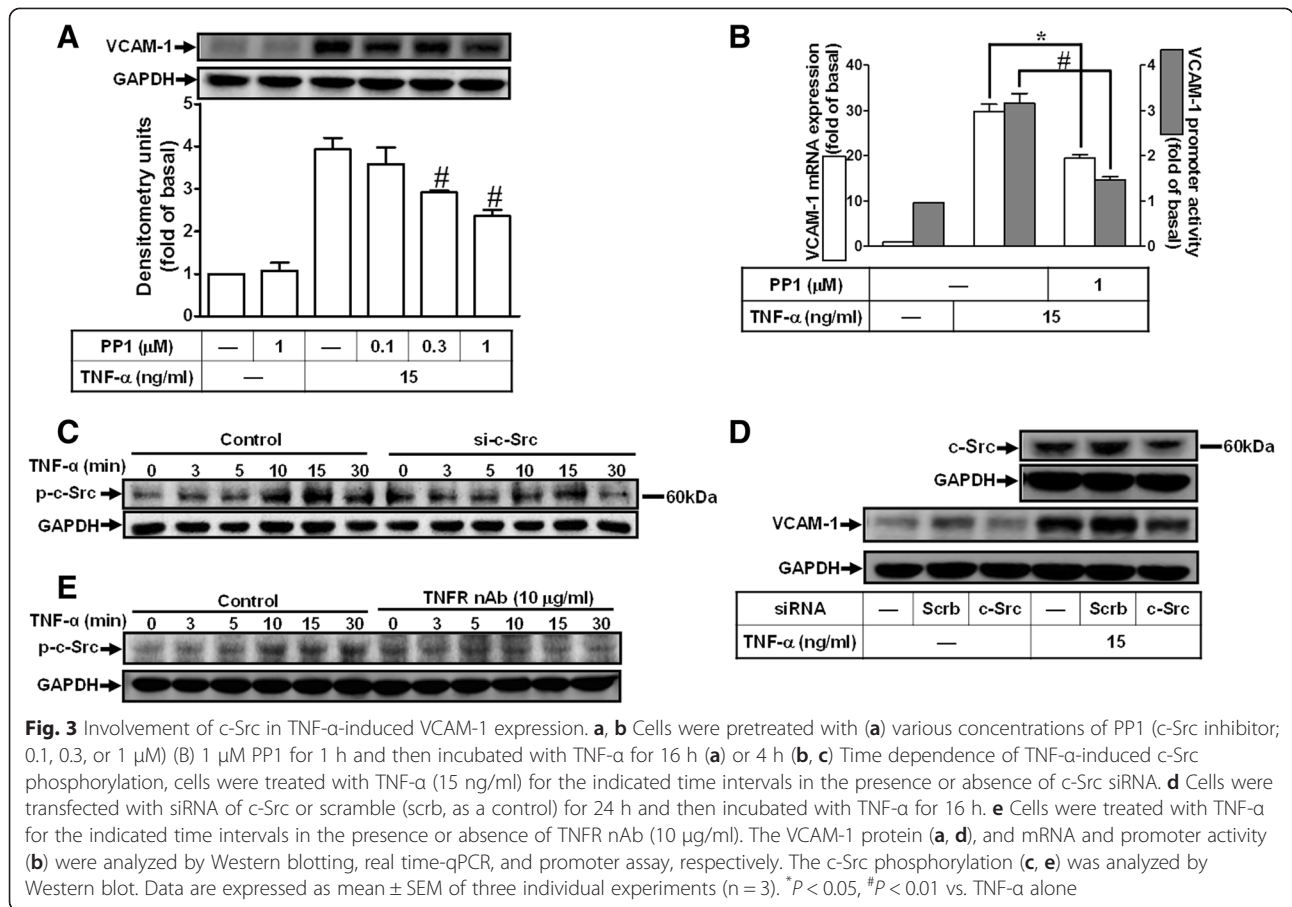 A
VCAM-1
GAPDH
Densitometry units
(fold of basal)
5
4
3
2
1
0
#
#
PP1 (μM) — 1 — 0.1 0.3 1
TNF-α (ng/ml) — 15
B
VCAM-1 mRNA expression
(fold of basal)
40
30
20
10
0
*
#
4
3
2
1
0
VCAM-1 promoter activity
(fold of basal)
PP1 (μM) — 1
TNF-α (ng/ml) — 15
C
Control si-c-Src
TNF-α (min) 0 3 5 10 15 30 0 3 5 10 15 30
p-c-Src 60kDa
GAPDH
D
c-Src 60kDa
GAPDH
VCAM-1
GAPDH
siRNA — Scrb c-Src — Scrb c-Src
TNF-α (ng/ml) — 15
E
Control TNFR nAb (10 μg/ml)
TNF-α (min) 0 3 5 10 15 30 0 3 5 10 15 30
p-c-Src
GAPDH
Fig. 3 Involvement of c-Src in TNF-α-induced VCAM-1 expression. a, b Cells were pretreated with (a) various concentrations of PP1 (c-Src inhibitor;
0.1, 0.3, or 1 μM) (B) 1 μM PP1 for 1 h and then incubated with TNF-α for 16 h (a) or 4 h (b, c) Time dependence of TNF-α-induced c-Src
phosphorylation, cells were treated with TNF-α (15 ng/ml) for the indicated time intervals in the presence or absence of c-Src siRNA. d Cells were
transfected with siRNA of c-Src or scramble (scrb, as a control) for 24 h and then incubated with TNF-α for 16 h. e Cells were treated with TNF-α
for the indicated time intervals in the presence or absence of TNFR nAb (10 μg/ml). The VCAM-1 protein (a, d), and mRNA and promoter activity
(b) were analyzed by Western blotting, real time-qPCR, and promoter assay, respectively. The c-Src phosphorylation (c, e) was analyzed by
Western blot. Data are expressed as mean ± SEM of three individual experiments (n = 3). *P < 0.05, #P < 0.01 vs. TNF-α alone